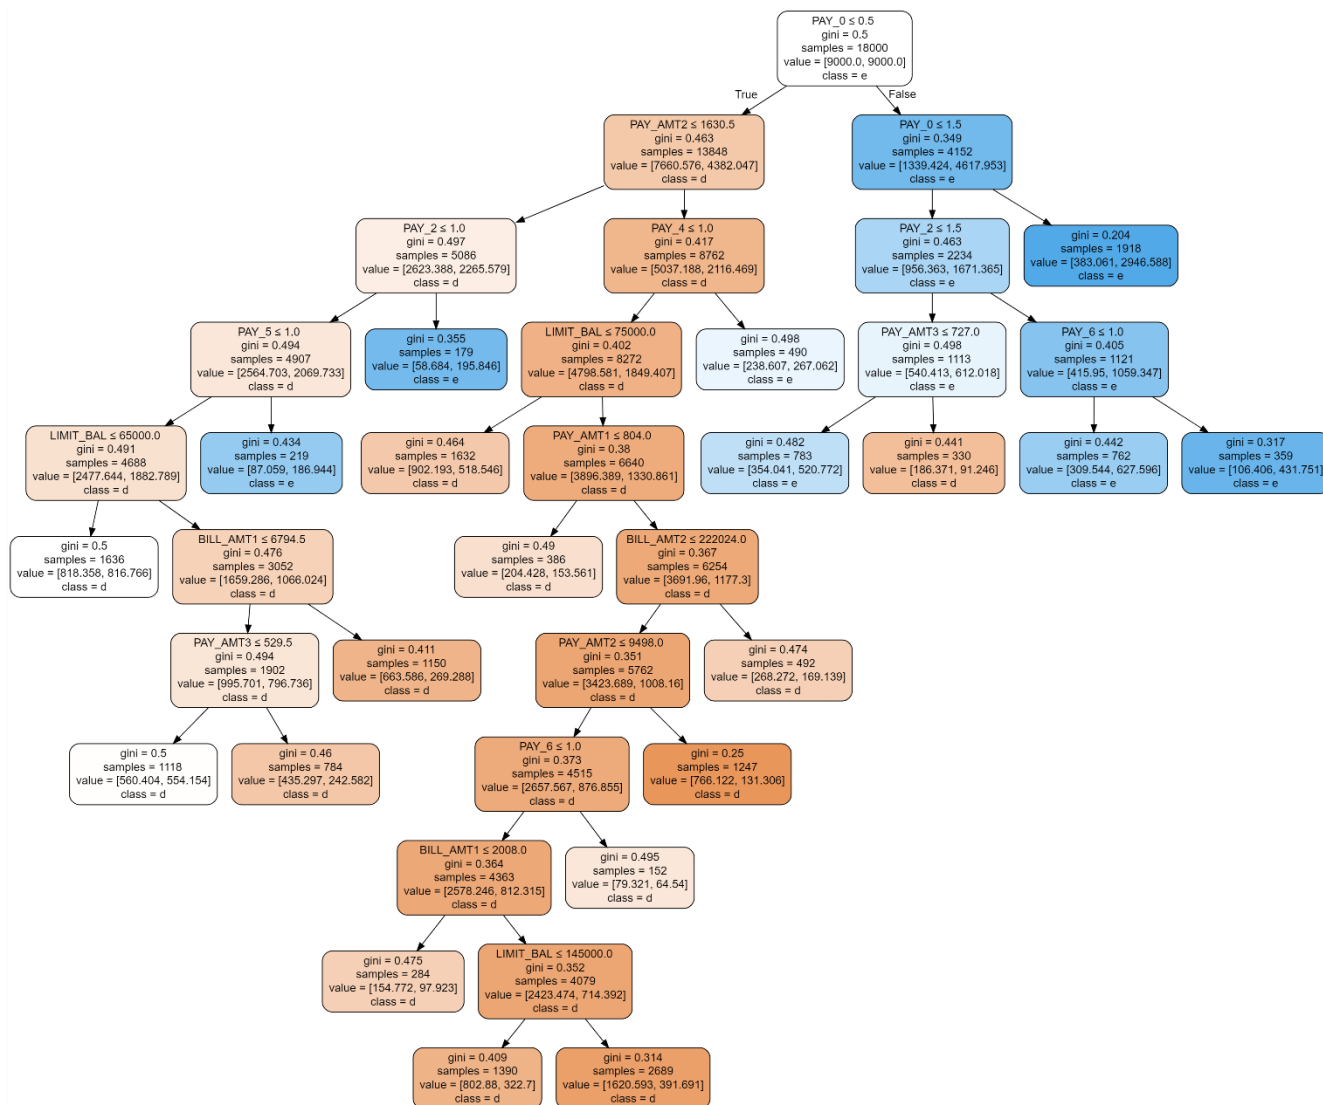 PAY_0 ≤ 0.5
gini = 0.5
samples = 18000
value = [9000.0, 9000.0]
class = e
True
False
PAY_AMT2 ≤ 1630.5
gini = 0.463
samples = 13848
value = [7660.576, 4382.047]
class = d
PAY_0 ≤ 1.5
gini = 0.349
samples = 4152
value = [1339.424, 4617.953]
class = e
PAY_2 ≤ 1.0
gini = 0.497
samples = 5086
value = [2623.388, 2265.579]
class = d
PAY_4 ≤ 1.0
gini = 0.417
samples = 8762
value = [5037.188, 2116.469]
class = d
PAY_2 ≤ 1.5
gini = 0.463
samples = 2234
value = [956.363, 1671.365]
class = e
gini = 0.204
samples = 1918
value = [383.061, 2946.588]
class = e
PAY_5 ≤ 1.0
gini = 0.494
samples = 4907
value = [2564.703, 2069.733]
class = d
gini = 0.355
samples = 179
value = [58.684, 195.846]
class = e
LIMIT_BAL ≤ 75000.0
gini = 0.402
samples = 8272
value = [4798.581, 1849.407]
class = d
gini = 0.498
samples = 490
value = [238.607, 267.062]
class = e
PAY_AMT3 ≤ 727.0
gini = 0.498
samples = 1113
value = [540.413, 612.018]
class = e
PAY_6 ≤ 1.0
gini = 0.405
samples = 1121
value = [415.95, 1059.347]
class = e
LIMIT_BAL ≤ 65000.0
gini = 0.491
samples = 4688
value = [2477.644, 1882.789]
class = d
gini = 0.434
samples = 219
value = [87.059, 186.944]
class = e
gini = 0.464
samples = 1632
value = [902.193, 518.546]
class = d
PAY_AMT1 ≤ 804.0
gini = 0.38
samples = 6640
value = [3896.389, 1330.861]
class = d
gini = 0.482
samples = 783
value = [354.041, 520.772]
class = e
gini = 0.441
samples = 330
value = [186.371, 91.246]
class = d
gini = 0.442
samples = 762
value = [309.544, 627.596]
class = e
gini = 0.317
samples = 359
value = [106.406, 431.751]
class = e
gini = 0.5
samples = 1636
value = [818.358, 816.766]
class = d
BILL_AMT1 ≤ 6794.5
gini = 0.476
samples = 3052
value = [1659.286, 1066.024]
class = d
gini = 0.49
samples = 386
value = [204.428, 153.561]
class = d
BILL_AMT2 ≤ 222024.0
gini = 0.367
samples = 6254
value = [3691.96, 1177.3]
class = d
PAY_AMT3 ≤ 529.5
gini = 0.494
samples = 1902
value = [995.701, 796.736]
class = d
gini = 0.411
samples = 1150
value = [663.586, 269.288]
class = d
PAY_AMT2 ≤ 9498.0
gini = 0.351
samples = 5762
value = [3423.689, 1008.16]
class = d
gini = 0.474
samples = 492
value = [268.272, 169.139]
class = d
gini = 0.5
samples = 1118
value = [560.404, 554.154]
class = d
gini = 0.46
samples = 784
value = [435.297, 242.582]
class = d
PAY_6 ≤ 1.0
gini = 0.373
samples = 4515
value = [2657.567, 876.855]
class = d
gini = 0.25
samples = 1247
value = [766.122, 131.306]
class = d
BILL_AMT1 ≤ 2008.0
gini = 0.364
samples = 4363
value = [2578.246, 812.315]
class = d
gini = 0.495
samples = 152
value = [79.321, 64.54]
class = d
gini = 0.475
samples = 284
value = [154.772, 97.923]
class = d
LIMIT_BAL ≤ 145000.0
gini = 0.352
samples = 4079
value = [2423.474, 714.392]
class = d
gini = 0.409
samples = 1390
value = [802.88, 322.7]
class = d
gini = 0.314
samples = 2689
value = [1620.593, 391.691]
class = d